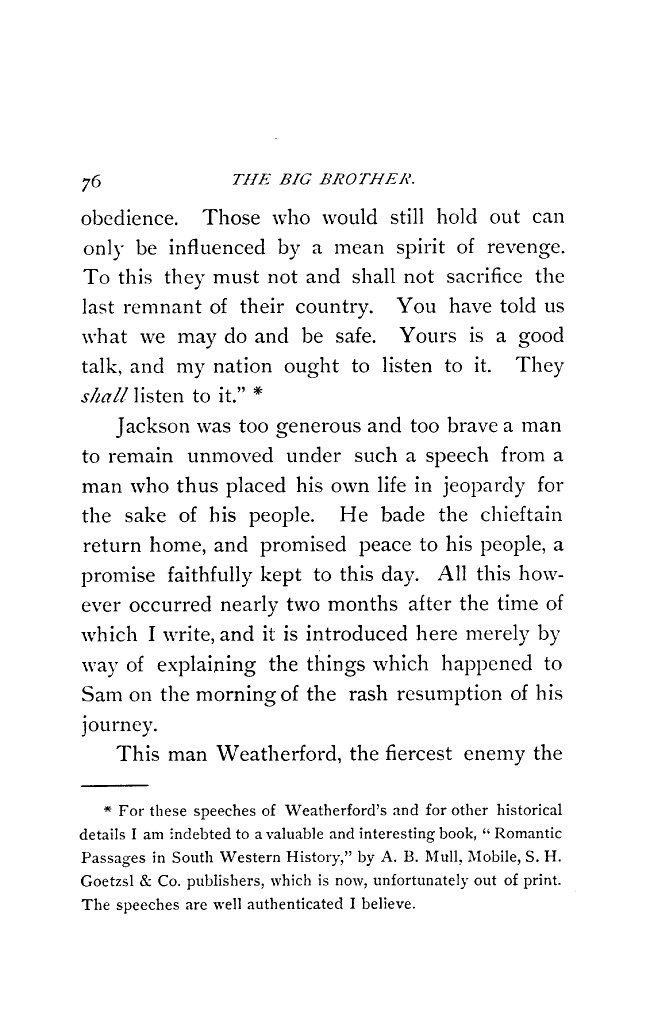 76 THE BIG BROTHER.
obedience. Those who would still hold out can
only be influenced by a mean spirit of revenge.
To this they must not and shall not sacrifice the
last remnant of their country. You have told us
what we may do and be safe. Yours is a good
talk, and my nation ought to listen to it. They
shall listen to it.” *
Jackson was too generous and too brave a man
to remain unmoved under such a speech from a
man who thus placed his own life in jeopardy for
the sake of his people. He bade the chieftain
return home, and promised peace to his people, a
promise faithfully kept to this day. All this how-
ever occurred nearly two months after the time of
which I write, and it is introduced here merely by
way of explaining the things which happened to
Sam on the morning of the rash resumption of his
journey.
This man Weatherford, the fiercest enemy the
* For these speeches of Weatherford's and for other historical
details I am indebted to a valuable and interesting book, “ Romantic
Passages in South Western History,” by A. B. Mull, Mobile, S. H.
Goetzsl & Co. publishers, which is now, unfortunately out of print.
The speeches are well authenticated I believe.